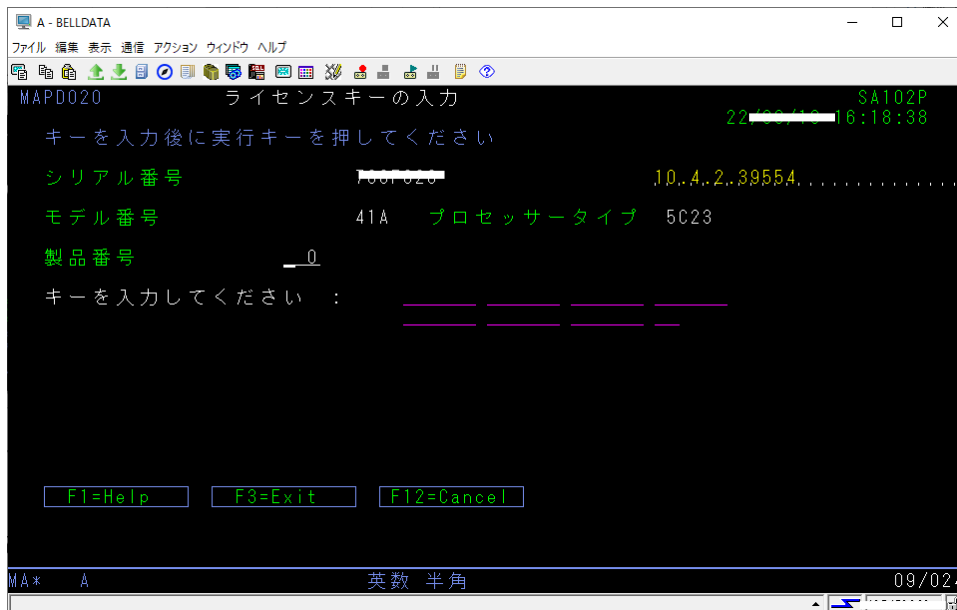 A - BELLDATA
ファイル 編集 表示 通信 アクション ウィンドウ ヘルプ
MAPD020 ライセンスキーの入力 SA102P
22 16:18:38
キーを入力後に実行キーを押してください
シリアル番号 10..4.2.39554
モデル番号 41A プロセッサータイプ 5C23
製品番号 0
キーを入力してください :
F1=Help F3=Exit F12=Cancel
MA* A 英数 半角 09/02